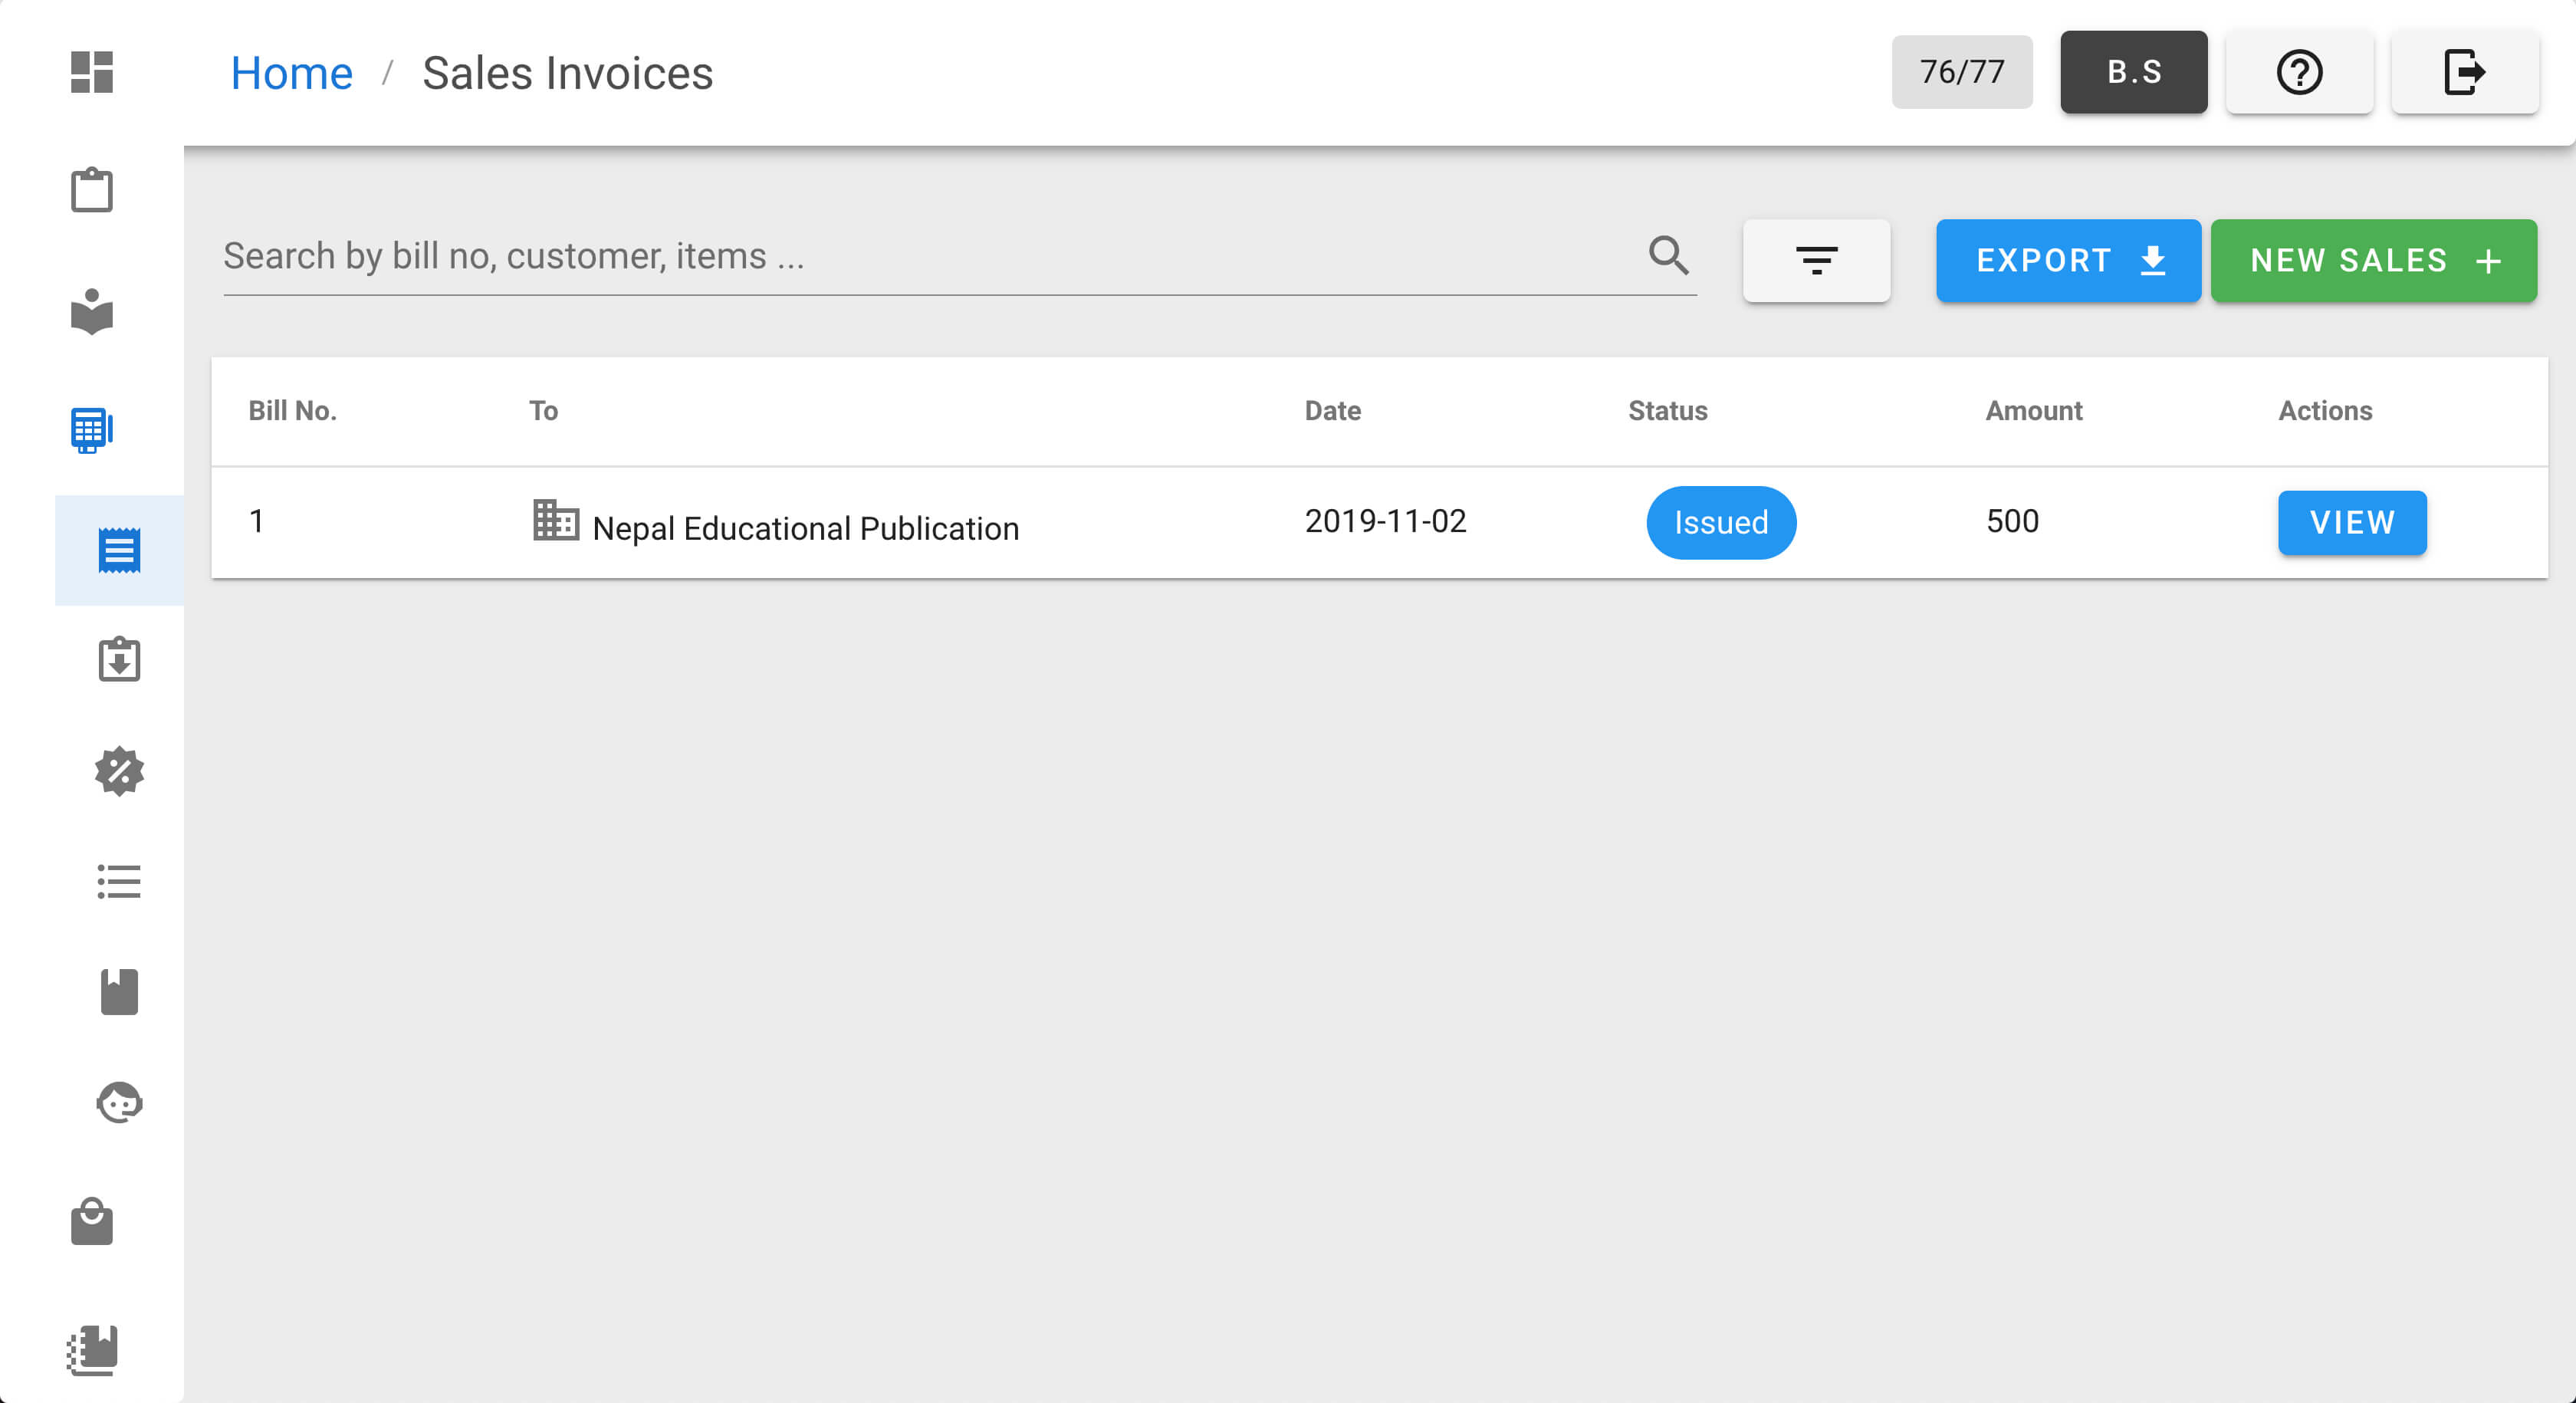 Home / Sales Invoices 76/77 B.S
Search by bill no, customer, items ... EXPORT NEW SALES +
Bill No. To Date Status Amount Actions
1 Nepal Educational Publication 2019-11-02 Issued 500 VIEW